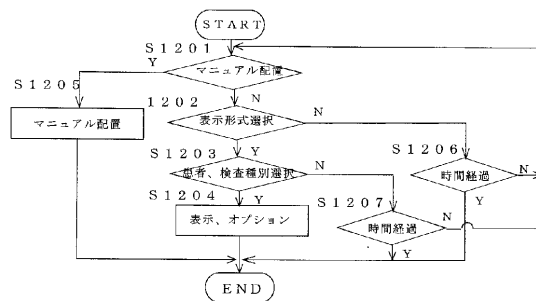 START
S1201
Y
マニュアル配置
S1205
N
1202
マニュアル配置
表示形式選択
N
S1203
Y
S1206
患者、検査種別選択
N
時間経過
N
S1204
Y
S1207
Y
表示、オプション
時間経過
N
Y
END